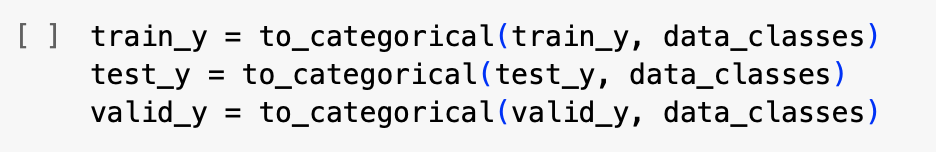 [ ] train_y = to_categorical(train_y, data_classes)
test_y = to_categorical(test_y, data_classes)
valid_y = to_categorical(valid_y, data_classes)